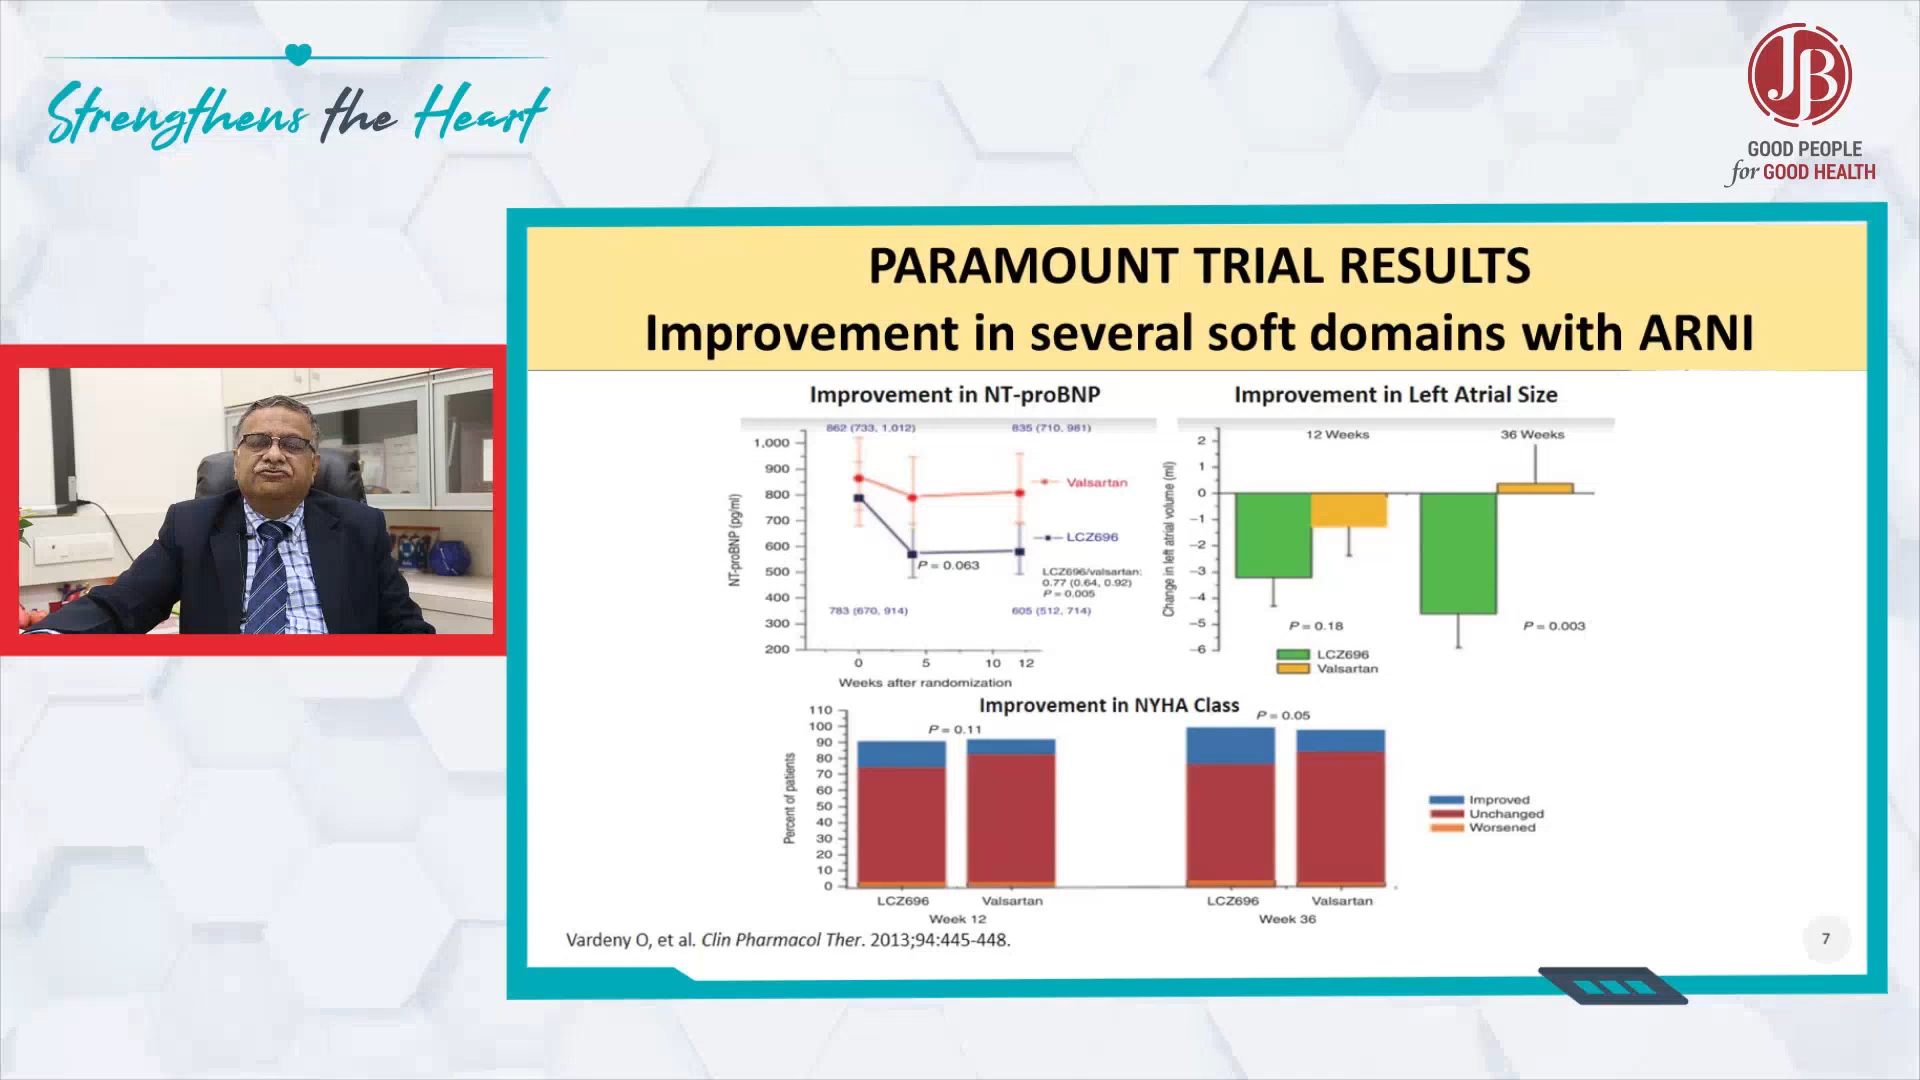 Strengthens the Heart
JB
GOOD PEOPLE
for GOOD HEALTH
PARAMOUNT TRIAL RESULTS
Improvement in several soft domains with ARNI
Improvement in NT-proBNP
862 (733, 1,012)
835 (710, 981)
1,000
900
800
700
600
500
400
300
200
NT-proBNP (pg/ml)
Valsartan
LCZ696
P = 0.063
LCZ696/valsartan:
0.77 (0.64, 0.92)
P = 0.005
783 (670, 914)
605 (512, 714)
0 5 10 12
Weeks after randomization
Improvement in Left Atrial Size
12 Weeks
36 Weeks
2
1
0
–1
–2
–3
–4
–5
–6
Change in left atrial volume (ml)
P = 0.18
P = 0.003
LCZ696
Valsartan
Improvement in NYHA Class
110
100
90
80
70
60
50
40
30
20
10
0
Percent of patients
P = 0.11
P = 0.05
Improved
Unchanged
Worsened
LCZ696 Valsartan LCZ696 Valsartan
Week 12 Week 36
Vardeny O, et al. Clin Pharmacol Ther. 2013;94:445-448.
7